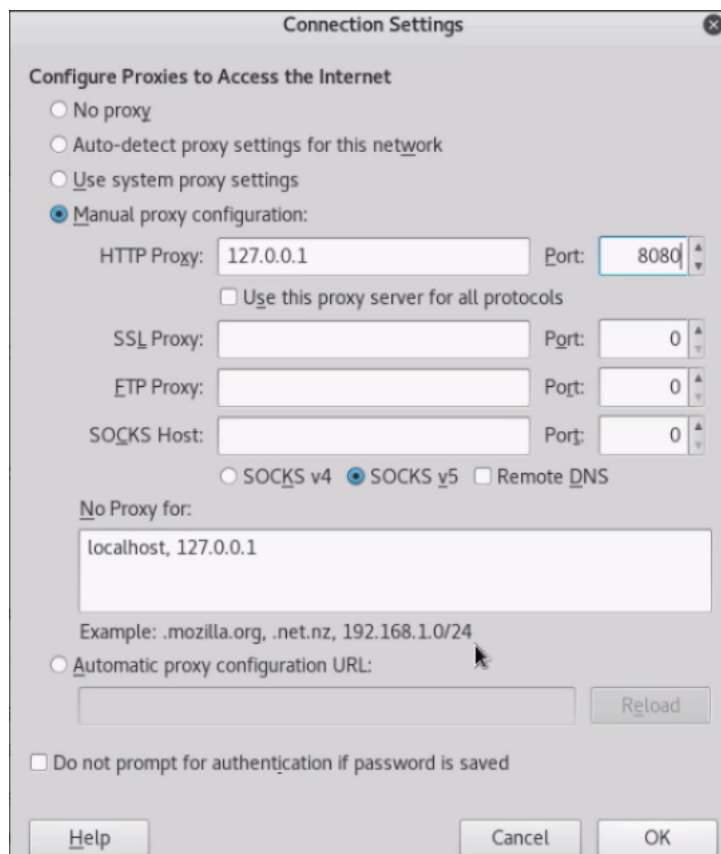 Connection Settings
Configure Proxies to Access the Internet
No proxy
Auto-detect proxy settings for this network
Use system proxy settings
Manual proxy configuration:
HTTP Proxy: 127.0.0.1 Port: 8080
Use this proxy server for all protocols
SSL Proxy: Port: 0
FTP Proxy: Port: 0
SOCKS Host: Port: 0
SOCKS v4 SOCKS v5 Remote DNS
No Proxy for:
localhost, 127.0.0.1
Example: .mozilla.org, .net.nz, 192.168.1.0/24
Automatic proxy configuration URL:
Reload
Do not prompt for authentication if password is saved
Help Cancel OK